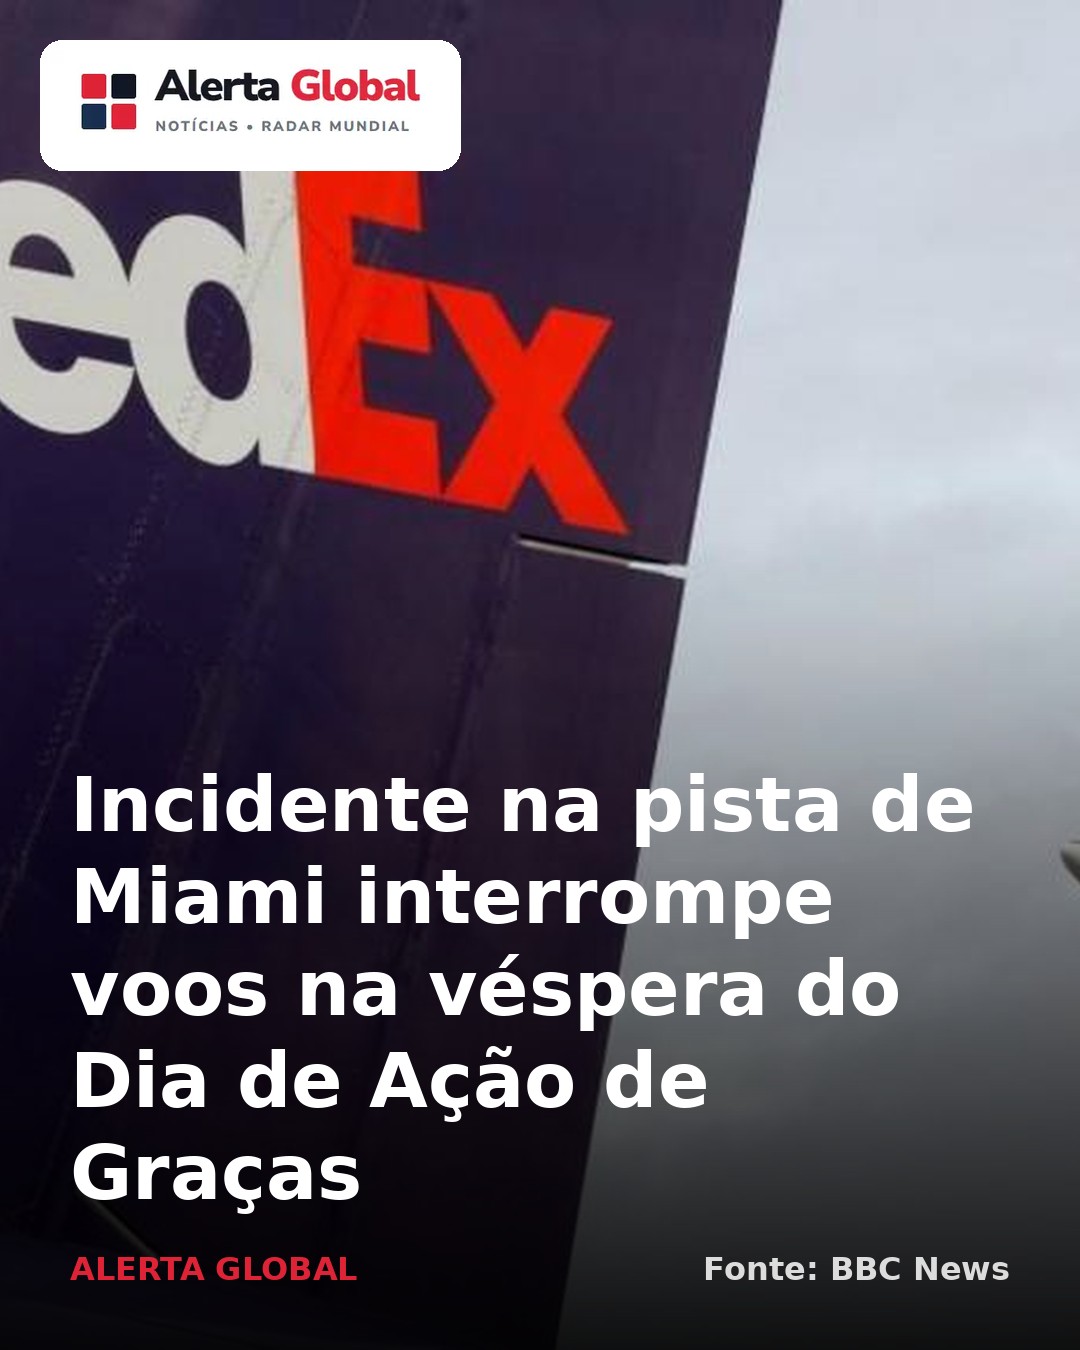 Alerta Global
NOTÍCIAS • RADAR MUNDIAL
edEx
Incidente na pista de
Miami interrompe
voos na véspera do
Dia de Ação de
Graças
ALERTA GLOBAL
Fonte: BBC News